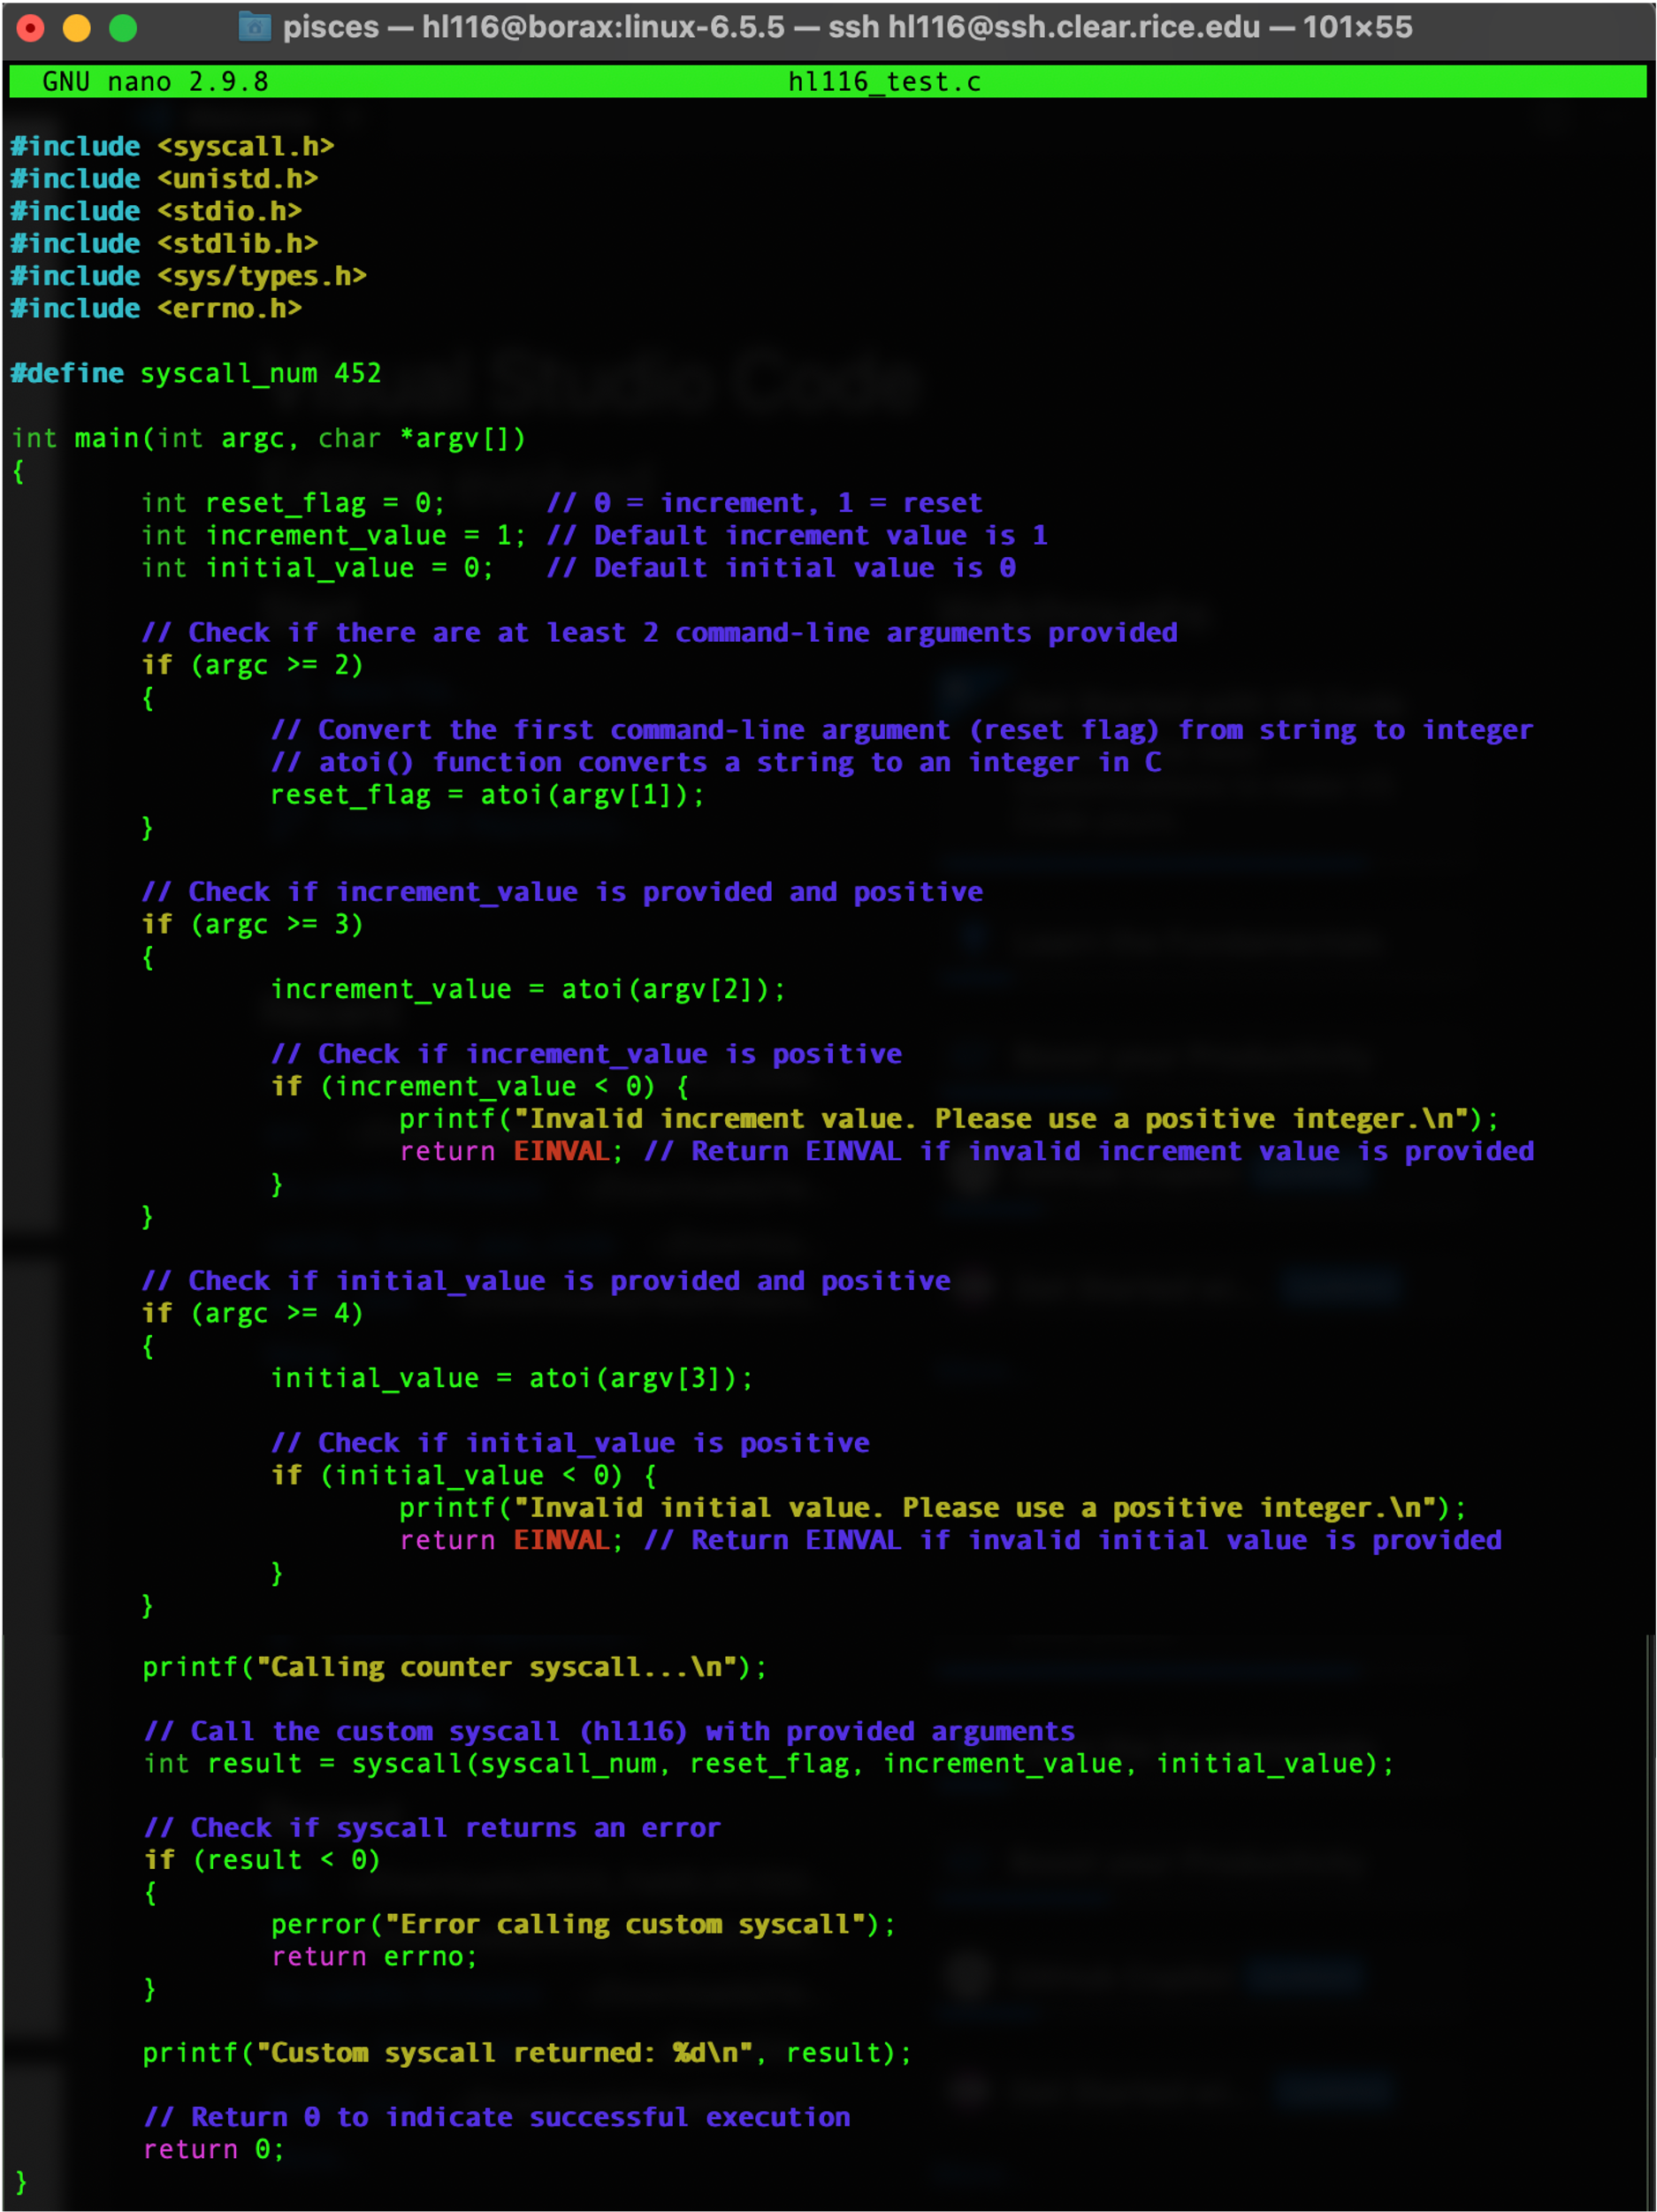 pisces — hl116@borax:linux-6.5.5 — ssh hl116@ssh.clear.rice.edu — 101×55
GNU nano 2.9.8 hl116_test.c
#include <syscall.h>
#include <unistd.h>
#include <stdio.h>
#include <stdlib.h>
#include <sys/types.h>
#include <errno.h>
#define syscall_num 452
int main(int argc, char *argv[])
{
int reset_flag = 0; // 0 = increment, 1 = reset
int increment_value = 1; // Default increment value is 1
int initial_value = 0; // Default initial value is 0
// Check if there are at least 2 command-line arguments provided
if (argc >= 2)
{
// Convert the first command-line argument (reset flag) from string to integer
// atoi() function converts a string to an integer in C
reset_flag = atoi(argv[1]);
}
// Check if increment_value is provided and positive
if (argc >= 3)
{
increment_value = atoi(argv[2]);
// Check if increment_value is positive
if (increment_value < 0) {
printf("Invalid increment value. Please use a positive integer.\n");
return EINVAL; // Return EINVAL if invalid increment value is provided
}
}
// Check if initial_value is provided and positive
if (argc >= 4)
{
initial_value = atoi(argv[3]);
// Check if initial_value is positive
if (initial_value < 0) {
printf("Invalid initial value. Please use a positive integer.\n");
return EINVAL; // Return EINVAL if invalid initial value is provided
}
}
printf("Calling counter syscall...\n");
// Call the custom syscall (hl116) with provided arguments
int result = syscall(syscall_num, reset_flag, increment_value, initial_value);
// Check if syscall returns an error
if (result < 0)
{
perror("Error calling custom syscall");
return errno;
}
printf("Custom syscall returned: %d\n", result);
// Return 0 to indicate successful execution
return 0;
}